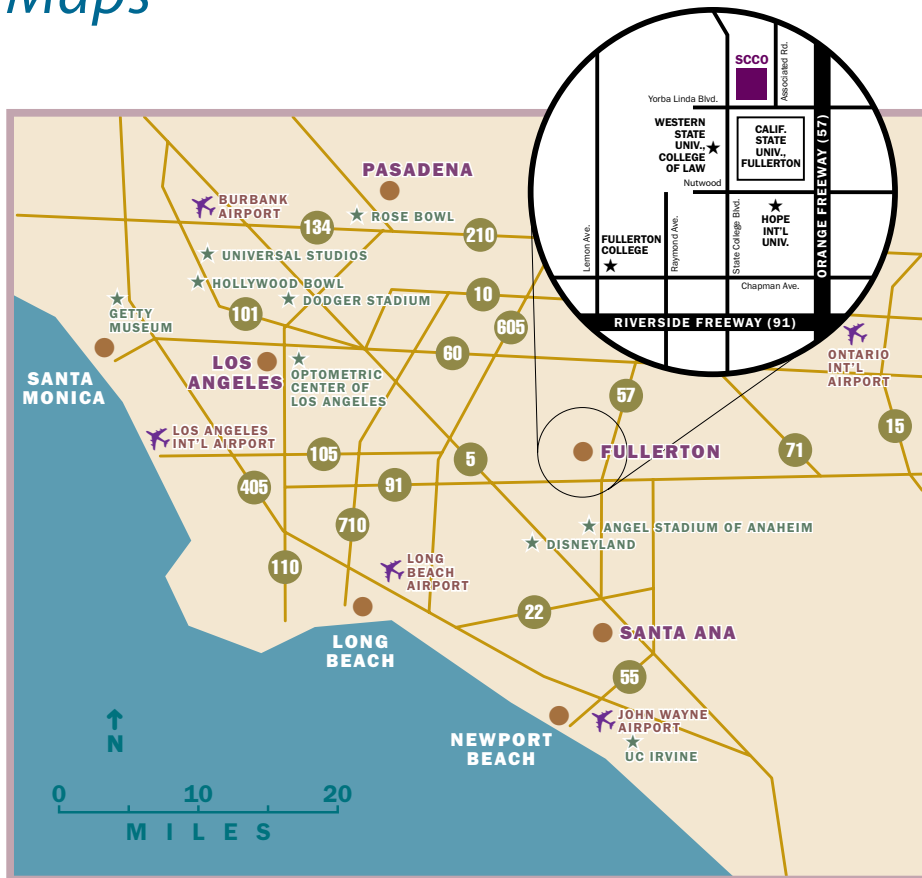 Maps
SCCO
Associated Rd.
Yorba Linda Blvd.
WESTERN
STATE
UNIV.,
COLLEGE
OF LAW
CALIF.
STATE
UNIV.,
FULLERTON
ORANGE FREEWAY (57)
Nutwood
Lemon Ave.
FULLERTON
COLLEGE
Raymond Ave.
State College Blvd.
HOPE
INT'L
UNIV.
Chapman Ave.
RIVERSIDE FREEWAY (91)
PASADENA
BURBANK
AIRPORT
134
ROSE BOWL
210
UNIVERSAL STUDIOS
HOLLYWOOD BOWL
DODGER STADIUM
10
GETTY
MUSEUM
101
605
60
SANTA
MONICA
LOS
ANGELES
OPTOMETRIC
CENTER OF
LOS ANGELES
ONTARIO
INT'L
AIRPORT
57
15
LOS ANGELES
INT'L AIRPORT
105
5
FULLERTON
71
405
91
710
ANGEL STADIUM OF ANAHEIM
DISNEYLAND
110
LONG
BEACH
AIRPORT
22
LONG
BEACH
SANTA ANA
55
JOHN WAYNE
AIRPORT
NEWPORT
BEACH
UC IRVINE
N
0 10 20
MILES